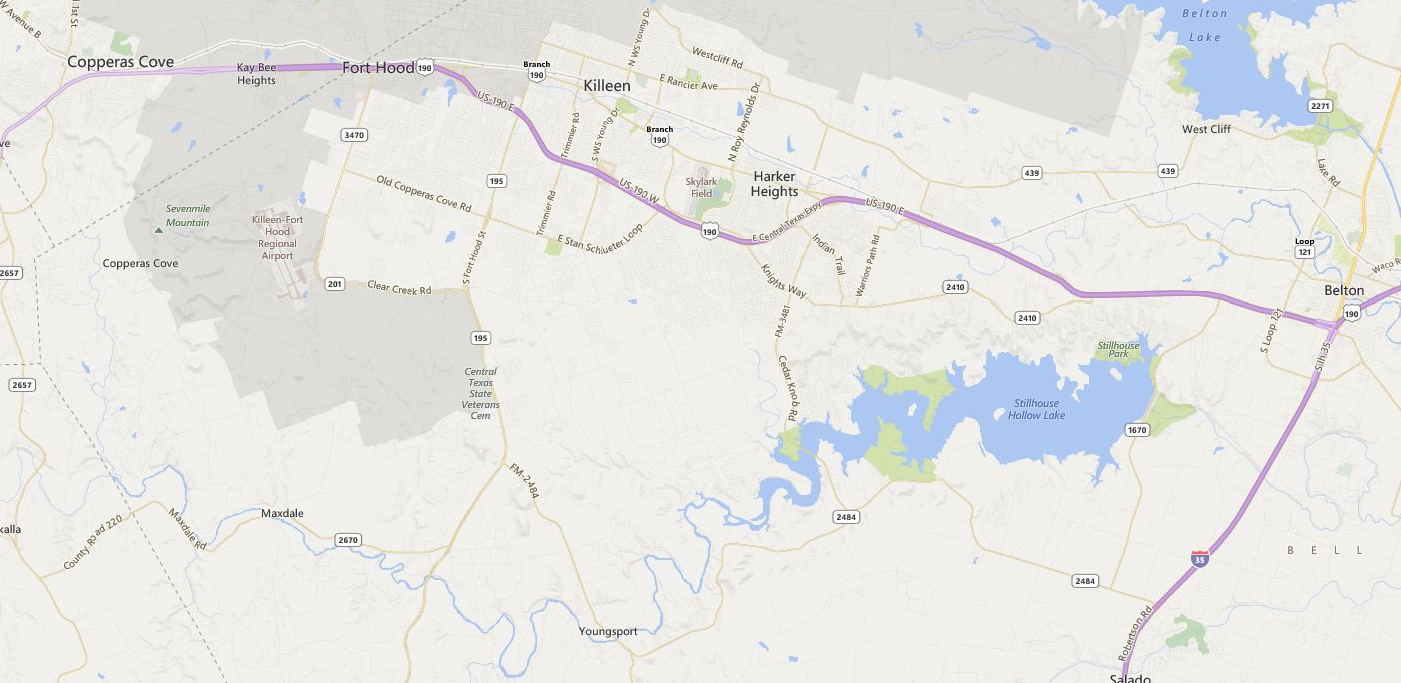 W Avenue B
N 1st St
Copperas Cove
Kay Bee
Heights
Fort Hood
190
Branch
190
Killeen
N WS Young Dr
Westcliff Rd
E Rancier Ave
Belton
Lake
2271
West Cliff
Lake Rd
US-190 E
3470
Trimmier Rd
S WS Young Dr
Branch
190
N Roy Reynolds Dr
195
Old Copperas Cove Rd
US-190 W
Skylark
Field
Harker
Heights
439
439
US-190 E
Sevenmile
Mountain
Killeen-Fort
Hood
Regional
Airport
Trimmier Rd
E Stan Schlueter Loop
190
E Central Texas Expy
Indian Trail
Warriors Path Rd
Loop
121
Waco R
Copperas Cove
2657
201
Clear Creek Rd
S Fort Hood St
Knights Way
2410
2410
Belton
190
FM-3481
S Loop 121
195
Stillhouse
Park
SIH 35
2657
Central
Texas
State
Veterans
Cem
Cedar Knob Rd
Stillhouse
Hollow Lake
1670
FM-2484
kalla
County Road 220
Maxdale Rd
Maxdale
2670
2484
35
BELL
2484
Youngsport
Robertson Rd
Salado